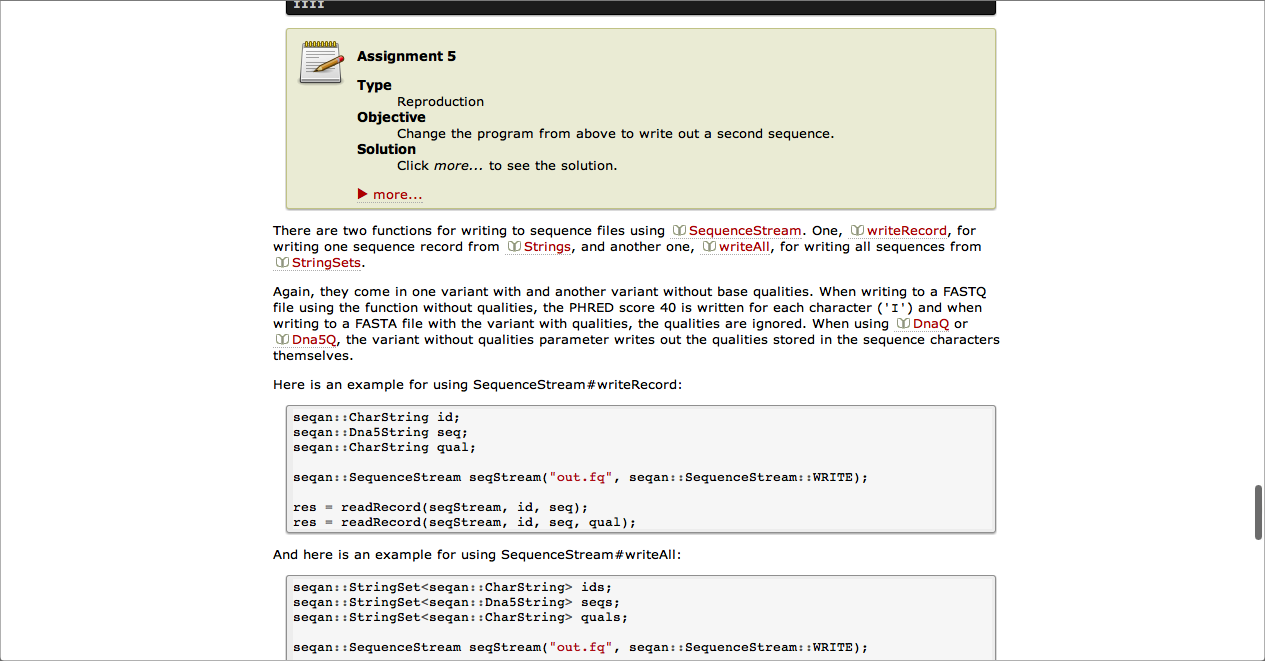 IIII
Assignment 5
Type
Reproduction
Objective
Change the program from above to write out a second sequence.
Solution
Click more... to see the solution.
more...
There are two functions for writing to sequence files using SequenceStream. One, writeRecord, for
writing one sequence record from Strings, and another one, writeAll, for writing all sequences from
StringSets.
Again, they come in one variant with and another variant without base qualities. When writing to a FASTQ
file using the function without qualities, the PHRED score 40 is written for each character ('I') and when
writing to a FASTA file with the variant with qualities, the qualities are ignored. When using DnaQ or
Dna5Q, the variant without qualities parameter writes out the qualities stored in the sequence characters
themselves.
Here is an example for using SequenceStream#writeRecord:
seqan::CharString id;
seqan::Dna5String seq;
seqan::CharString qual;
seqan::SequenceStream seqStream("out.fq", seqan::SequenceStream::WRITE);
res = readRecord(seqStream, id, seq);
res = readRecord(seqStream, id, seq, qual);
And here is an example for using SequenceStream#writeAll:
seqan::StringSet<seqan::CharString> ids;
seqan::StringSet<seqan::Dna5String> seqs;
seqan::StringSet<seqan::CharString> quals;
seqan::SequenceStream seqStream("out.fq", seqan::SequenceStream::WRITE);